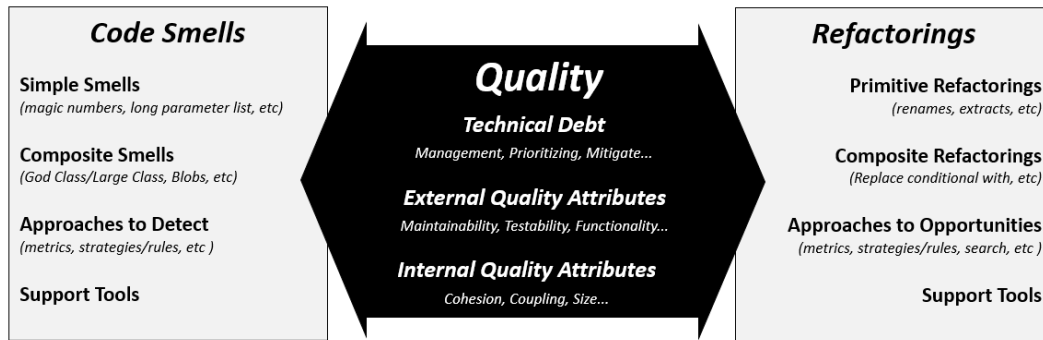 Code Smells
Simple Smells
(magic numbers, long parameter list, etc)
Composite Smells
(God Class/Large Class, Blobs, etc)
Approaches to Detect
(metrics, strategies/rules, etc )
Support Tools
Quality
Technical Debt
Management, Prioritizing, Mitigate...
External Quality Attributes
Maintainability, Testability, Functionality...
Internal Quality Attributes
Cohesion, Coupling, Size...
Refactorings
Primitive Refactorings
(renames, extracts, etc)
Composite Refactorings
(Replace conditional with, etc)
Approaches to Opportunities
(metrics, strategies/rules, search, etc )
Support Tools